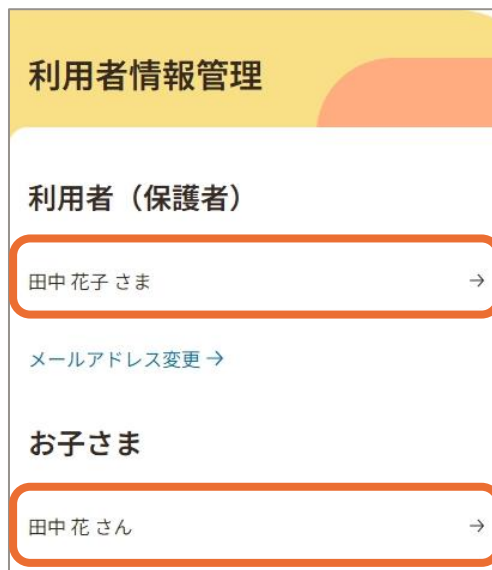 利用者情報管理
利用者（保護者）
田中 花子 さま →
メールアドレス変更 →
お子さま
田中 花 さん →